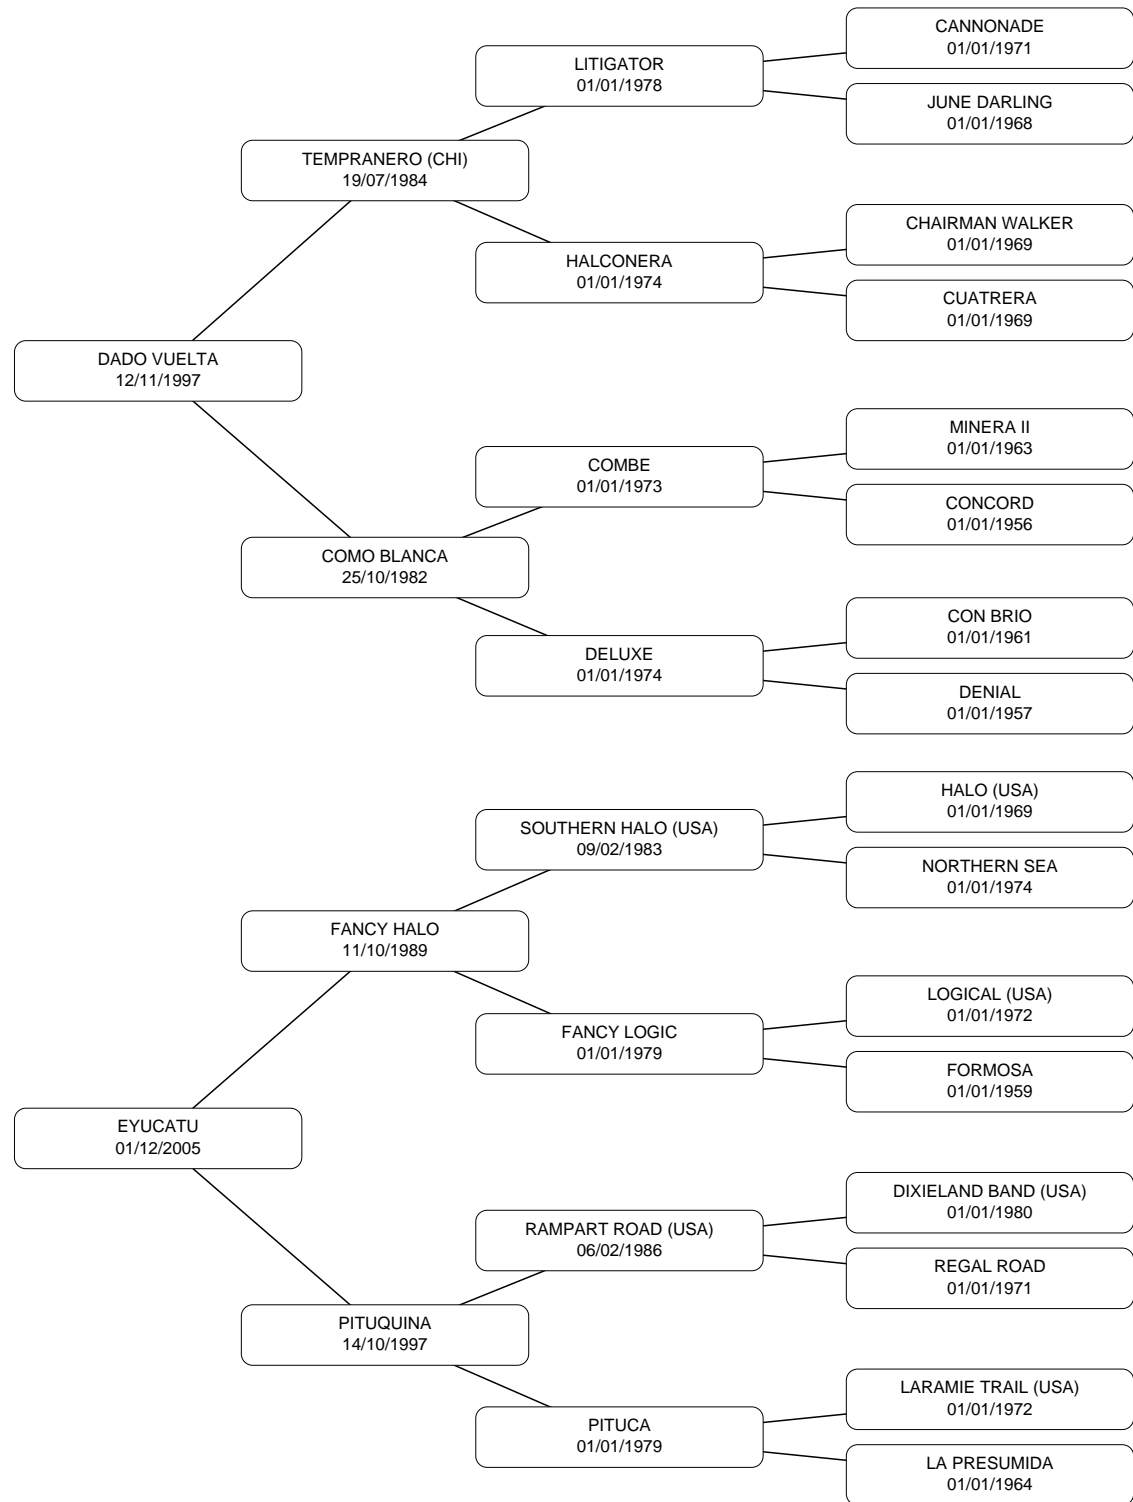 CANNONADE
01/01/1971
LITIGATOR
01/01/1978
JUNE DARLING
01/01/1968
TEMPRANERO (CHI)
19/07/1984
CHAIRMAN WALKER
01/01/1969
HALCONERA
01/01/1974
CUATRERA
01/01/1969
DADO VUELTA
12/11/1997
MINERA II
01/01/1963
COMBE
01/01/1973
CONCORD
01/01/1956
COMO BLANCA
25/10/1982
CON BRIO
01/01/1961
DELUXE
01/01/1974
DENIAL
01/01/1957
HALO (USA)
01/01/1969
SOUTHERN HALO (USA)
09/02/1983
NORTHERN SEA
01/01/1974
FANCY HALO
11/10/1989
LOGICAL (USA)
01/01/1972
FANCY LOGIC
01/01/1979
FORMOSA
01/01/1959
EYUCATU
01/12/2005
DIXIELAND BAND (USA)
01/01/1980
RAMPART ROAD (USA)
06/02/1986
REGAL ROAD
01/01/1971
PITUQUINA
14/10/1997
LARAMIE TRAIL (USA)
01/01/1972
PITUCA
01/01/1979
LA PRESUMIDA
01/01/1964